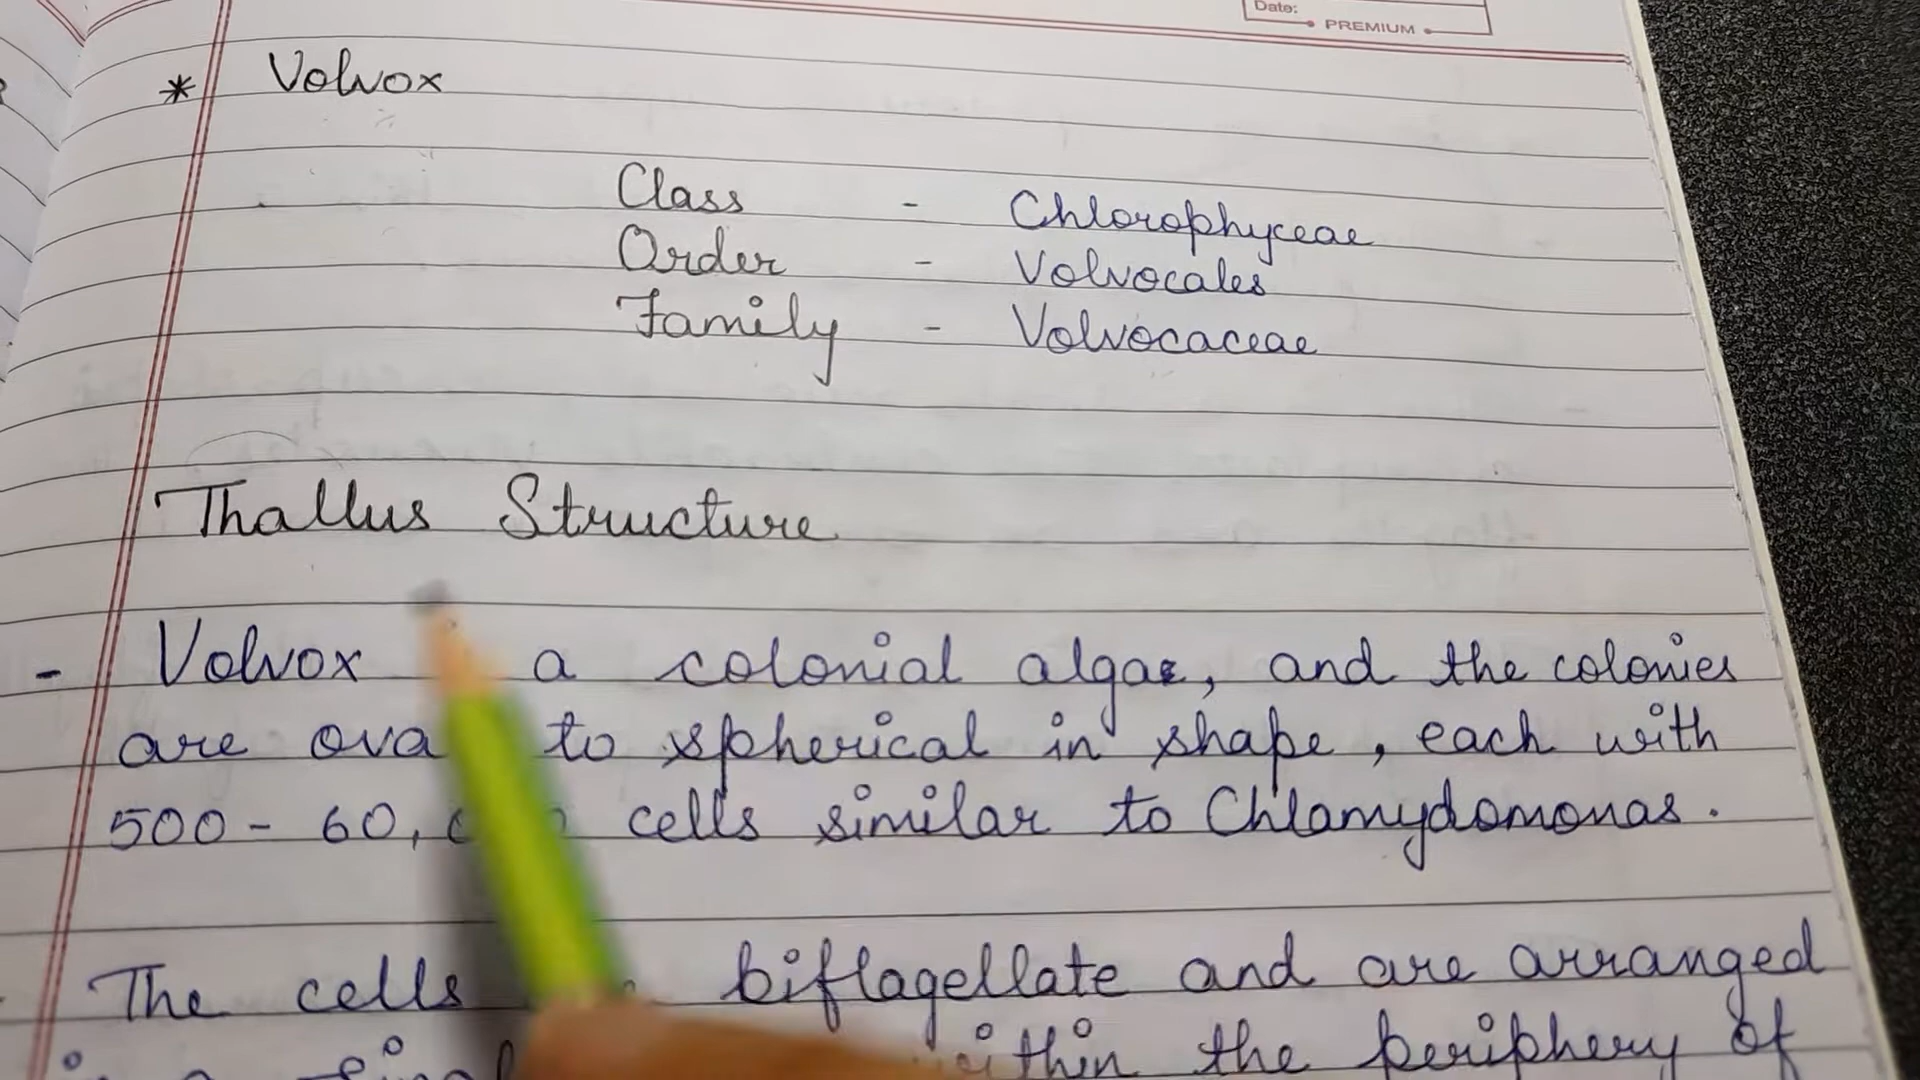 Date:
PREMIUM
* Volvox
Class - Chlorophyceae
Order - Volvocales
Family - Volvocaceae
Thallus Structure
- Volvox a colonial algae, and the colonies
are to spherical in shape, each with
500 - cells similar to Chlamydomonas.
The cells biflagellate and are arranged
within the periphery of